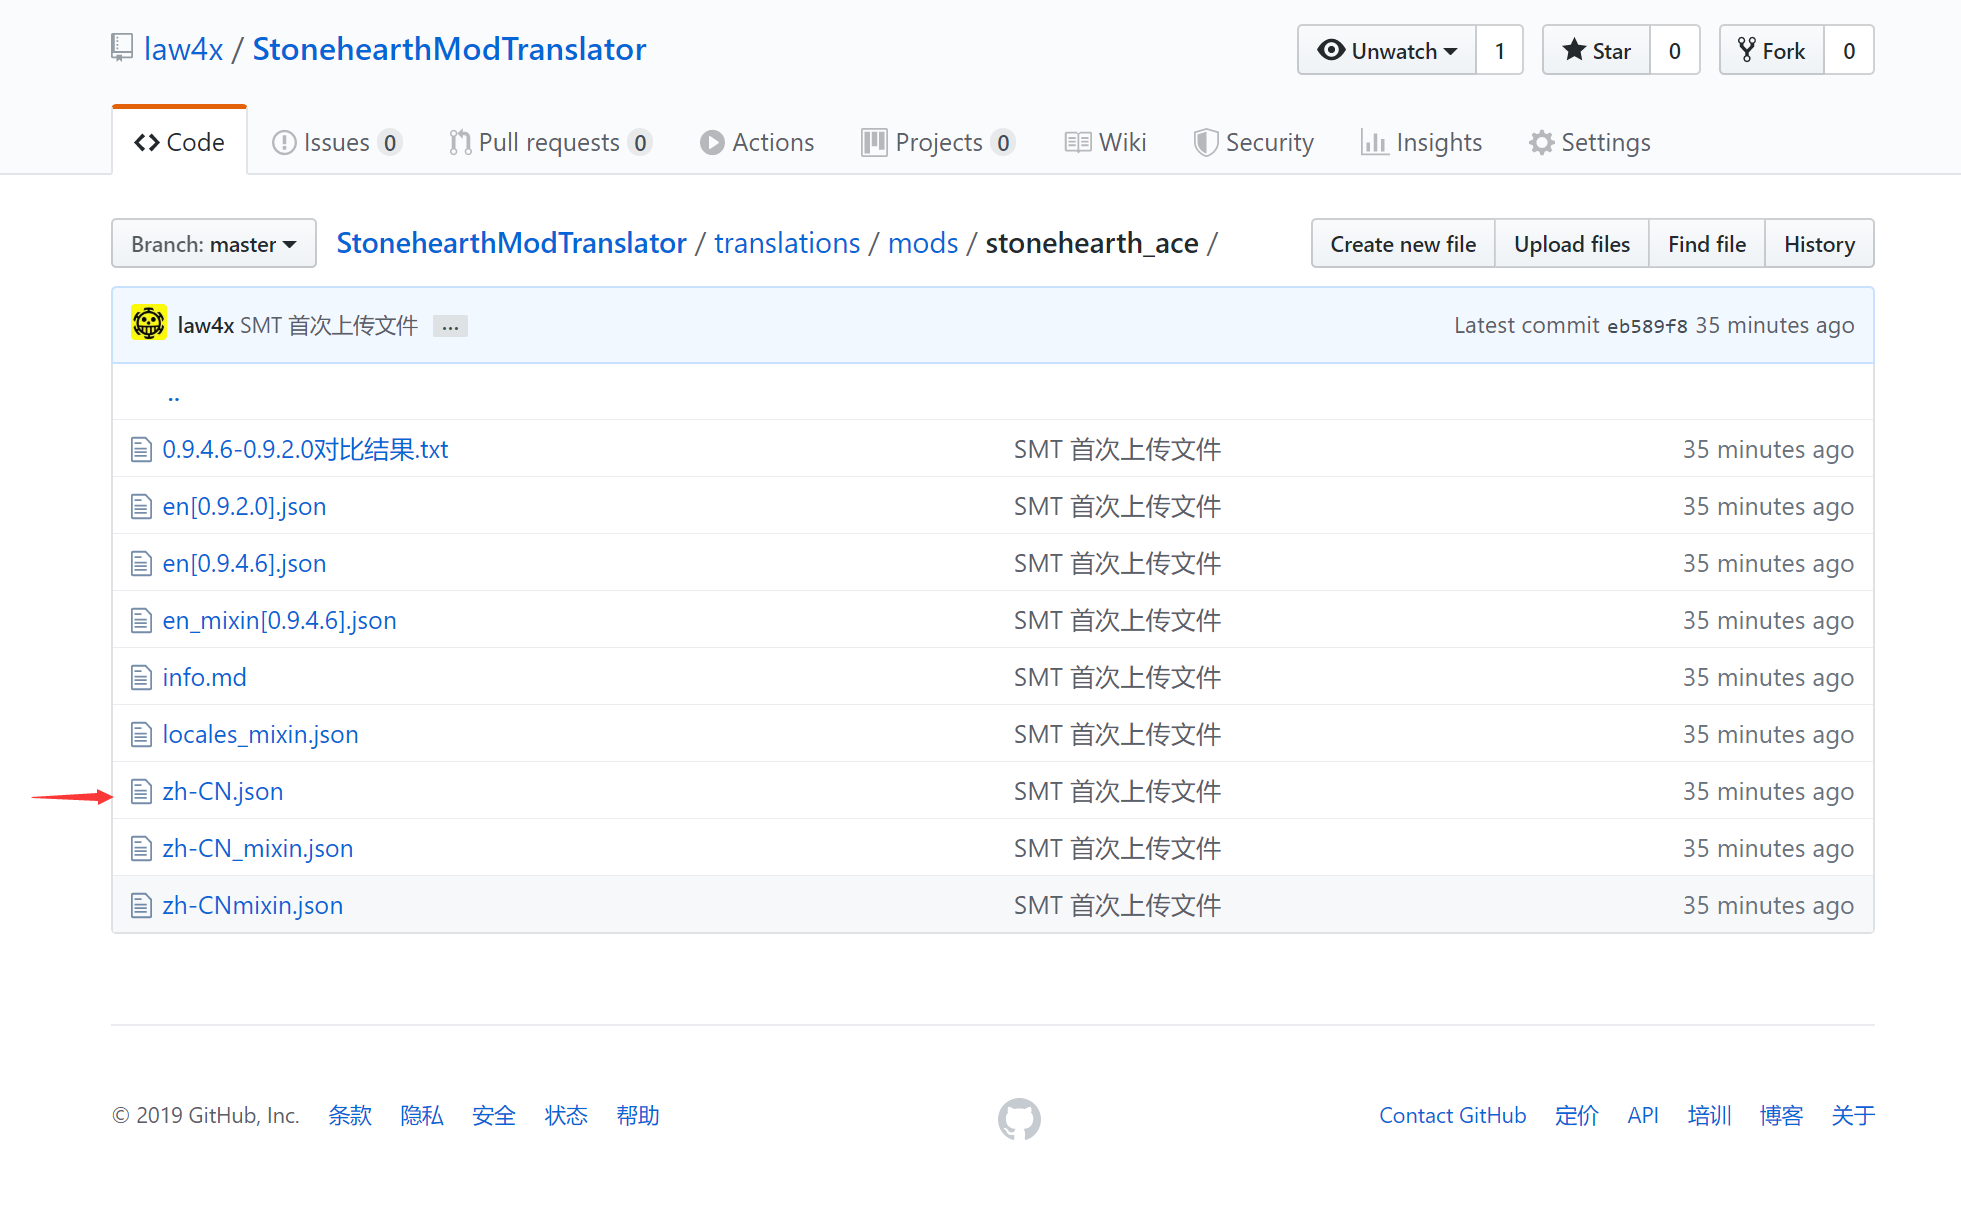 law4x / StonehearthModTranslator
Unwatch 1 Star 0 Fork 0
Code Issues 0 Pull requests 0 Actions Projects 0 Wiki Security Insights Settings
Branch: master StonehearthModTranslator / translations / mods / stonehearth_ace / Create new file Upload files Find file History
law4x SMT 首次上传文件 ... Latest commit eb589f8 35 minutes ago
..
0.9.4.6-0.9.2.0对比结果.txt SMT 首次上传文件 35 minutes ago
en[0.9.2.0].json SMT 首次上传文件 35 minutes ago
en[0.9.4.6].json SMT 首次上传文件 35 minutes ago
en_mixin[0.9.4.6].json SMT 首次上传文件 35 minutes ago
info.md SMT 首次上传文件 35 minutes ago
locales_mixin.json SMT 首次上传文件 35 minutes ago
zh-CN.json SMT 首次上传文件 35 minutes ago
zh-CN_mixin.json SMT 首次上传文件 35 minutes ago
zh-CNmixin.json SMT 首次上传文件 35 minutes ago
© 2019 GitHub, Inc. 条款 隐私 安全 状态 帮助 Contact GitHub 定价 API 培训 博客 关于